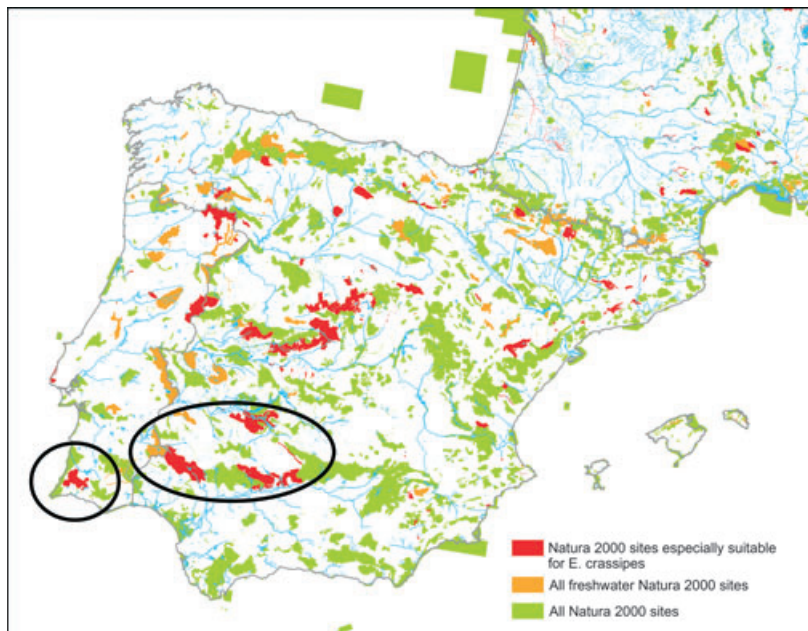 Natura 2000 sites especially suitable
for E. crassipes
All freshwater Natura 2000 sites
All Natura 2000 sites